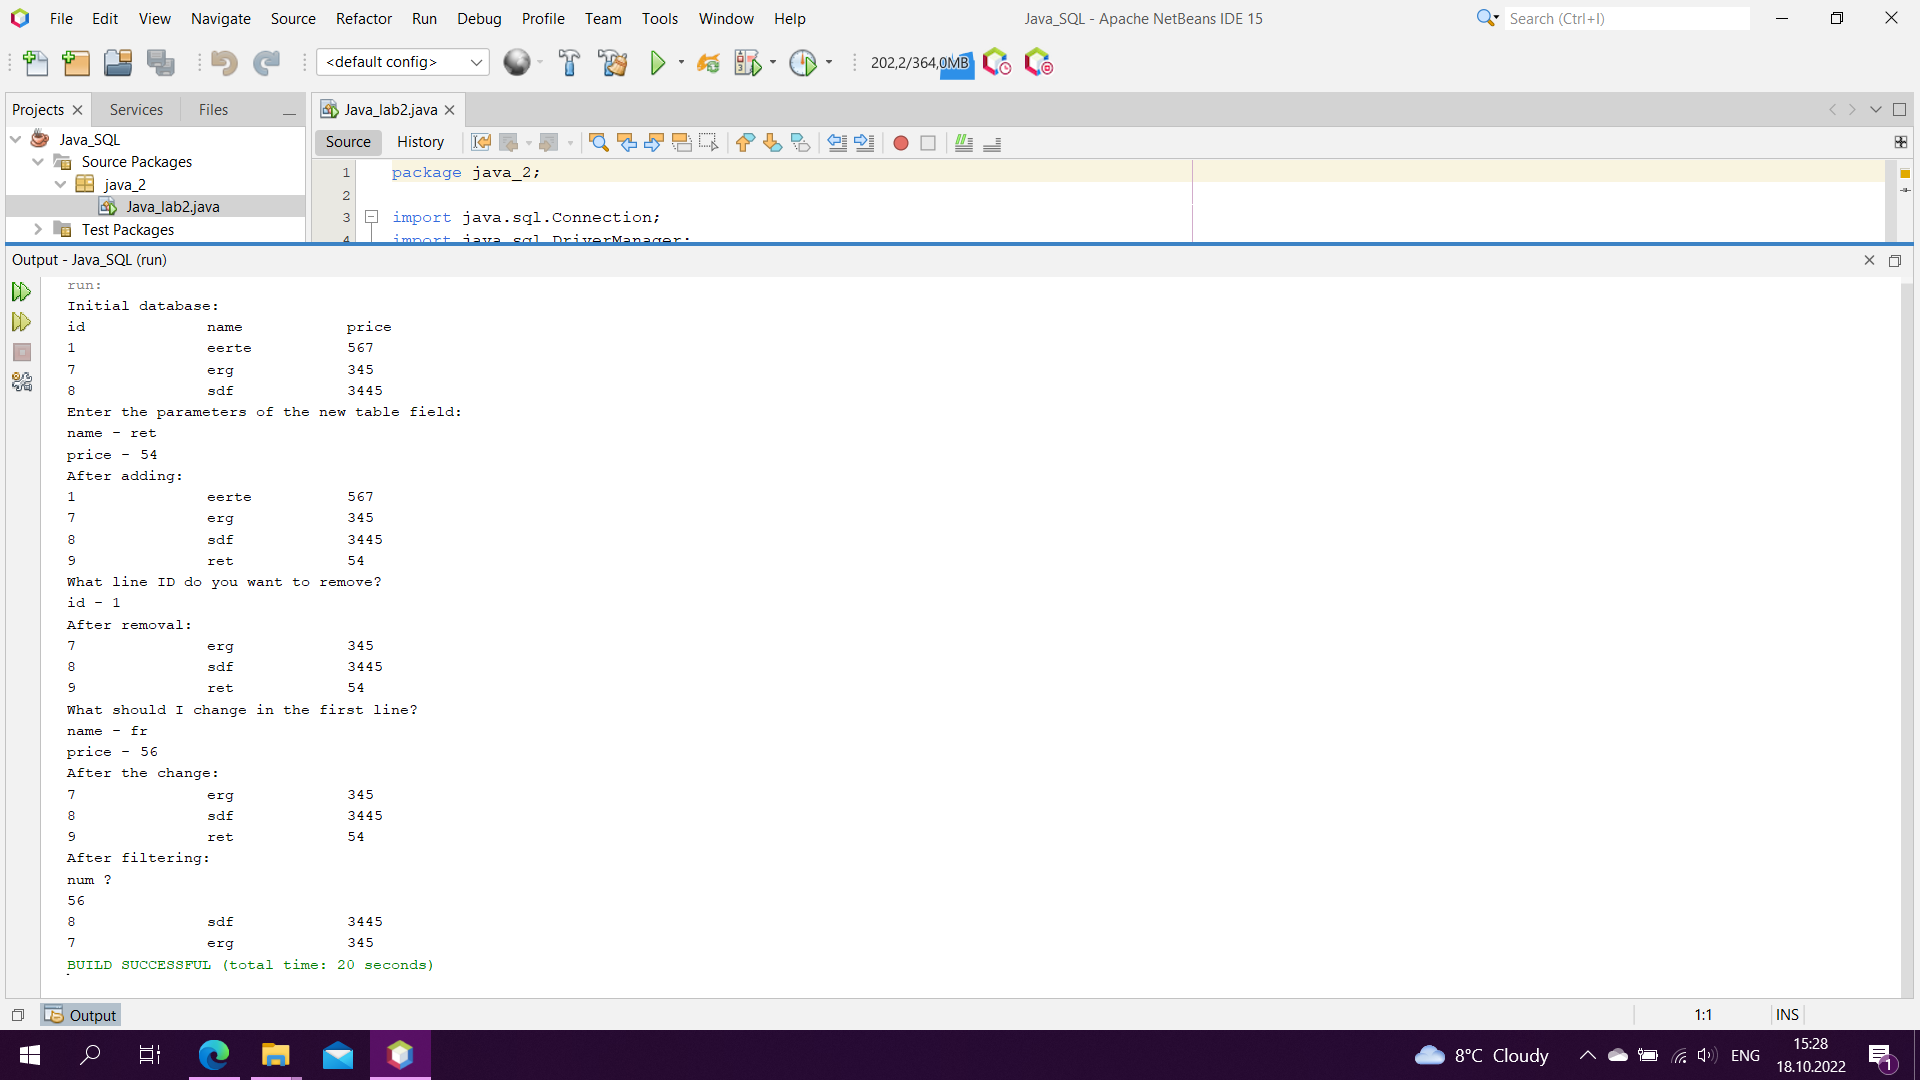 File Edit View Navigate Source Refactor Run Debug Profile Team Tools Window Help
Java_SQL - Apache NetBeans IDE 15
Search (Ctrl+I)
<default config>
202,2/364,0MB
Projects Services Files
Java_lab2.java
Java_SQL
Source Packages
java_2
Java_lab2.java
Test Packages
Source History
1 package java_2;
2
3 import java.sql.Connection;
4 import java.sql.DriverManager;
Output - Java_SQL (run)
run:
Initial database:
id name price
1 eerte 567
7 erg 345
8 sdf 3445
Enter the parameters of the new table field:
name - ret
price - 54
After adding:
1 eerte 567
7 erg 345
8 sdf 3445
9 ret 54
What line ID do you want to remove?
id - 1
After removal:
7 erg 345
8 sdf 3445
9 ret 54
What should I change in the first line?
name - fr
price - 56
After the change:
7 erg 345
8 sdf 3445
9 ret 54
After filtering:
num ?
56
8 sdf 3445
7 erg 345
BUILD SUCCESSFUL (total time: 20 seconds)
Output
1:1 INS
8°C Cloudy
ENG
15:28
18.10.2022
1